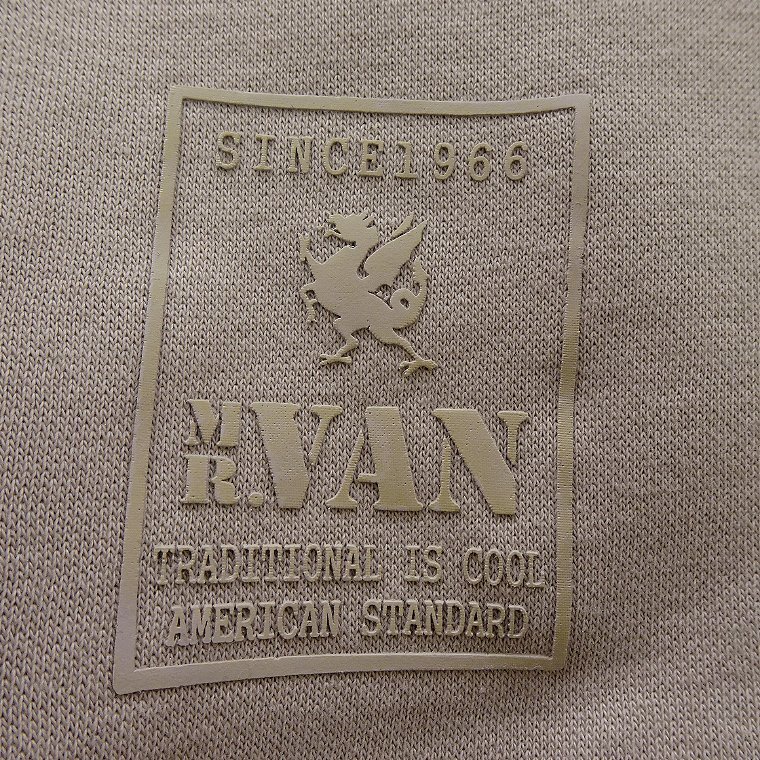 SINCE1966
MR.VAN
TRADITIONAL IS COOL
AMERICAN STANDARD